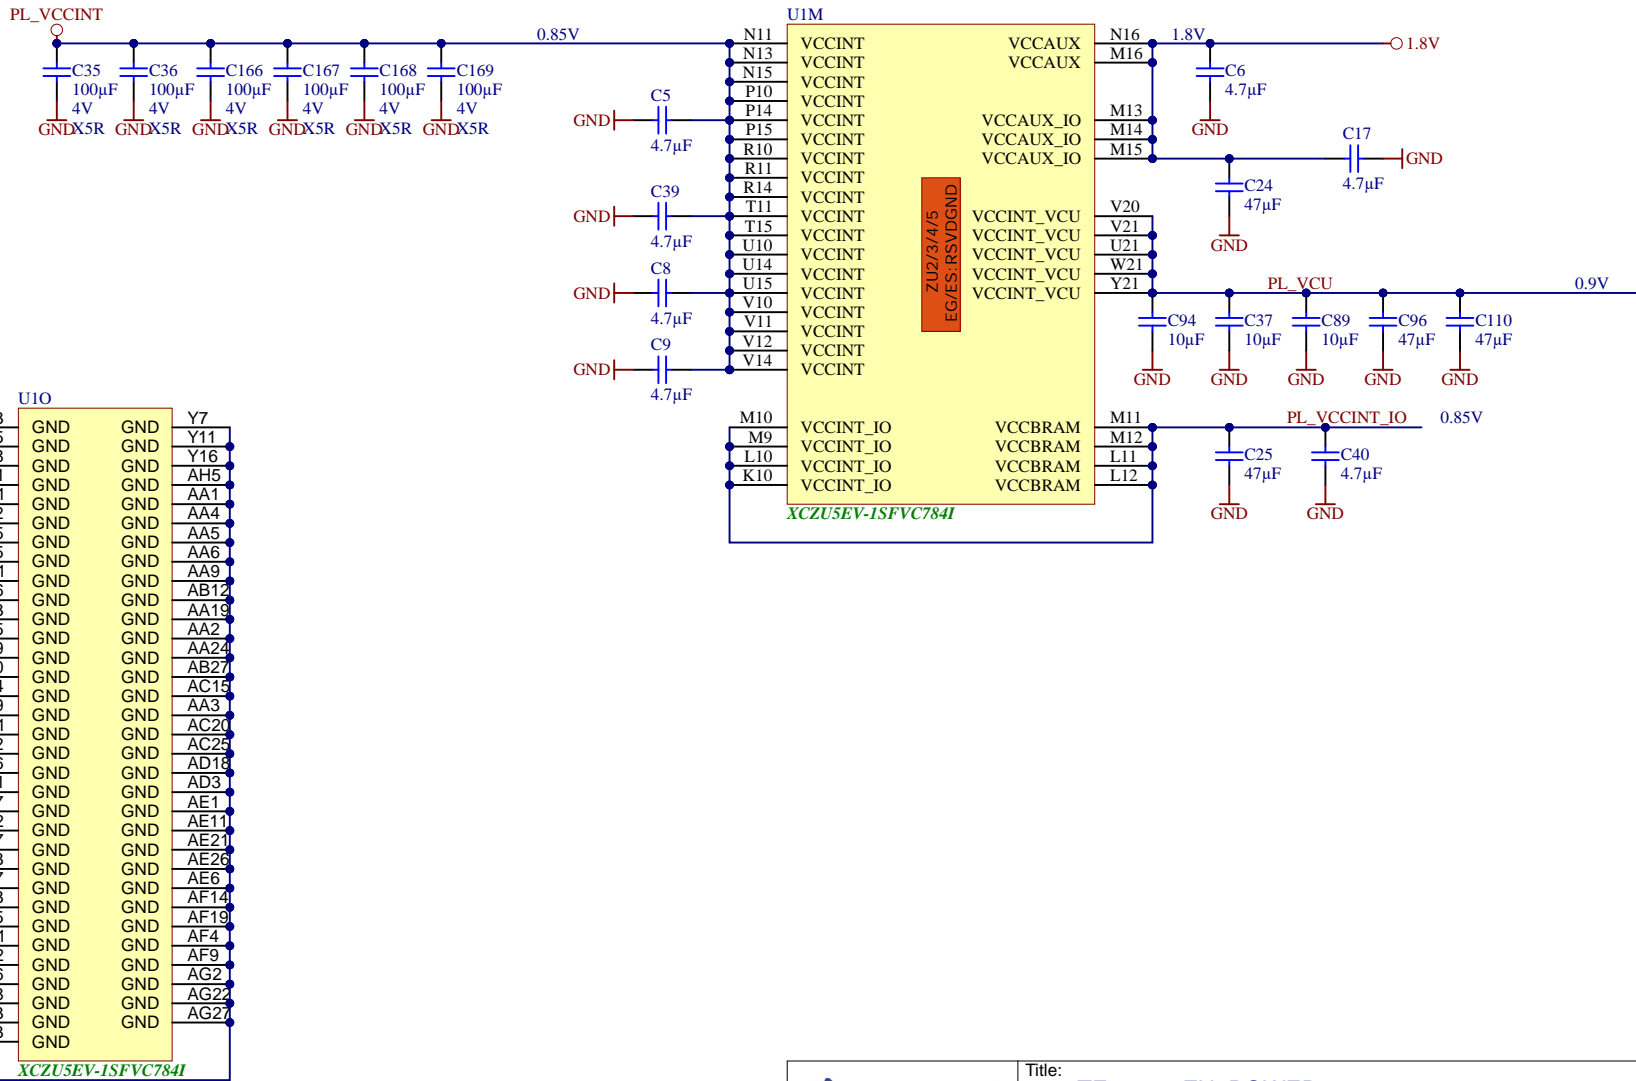 PL_VCCINT
0.85V
C35
100µF
4V
X5R
GND
C36
100µF
4V
X5R
GND
C166
100µF
4V
X5R
GND
C167
100µF
4V
X5R
GND
C168
100µF
4V
X5R
GND
C169
100µF
4V
X5R
GND
U1M
N11 VCCINT
N13 VCCINT
N15 VCCINT
P10 VCCINT
P14 VCCINT
P15 VCCINT
R10 VCCINT
R11 VCCINT
R14 VCCINT
T11 VCCINT
T15 VCCINT
U10 VCCINT
U14 VCCINT
U15 VCCINT
V10 VCCINT
V11 VCCINT
V12 VCCINT
V14 VCCINT
M10 VCCINT_IO
M9 VCCINT_IO
L10 VCCINT_IO
K10 VCCINT_IO
GND C5
4.7µF
GND C39
4.7µF
GND C8
4.7µF
GND C9
4.7µF
ZU2/3/4/5
EG/ES:RSVDGND
VCCAUX N16
VCCAUX M16
VCCAUX_IO M13
VCCAUX_IO M14
VCCAUX_IO M15
VCCINT_VCU V20
VCCINT_VCU V21
VCCINT_VCU U21
VCCINT_VCU W21
VCCINT_VCU Y21
VCCBRAM M11
VCCBRAM M12
VCCBRAM L11
VCCBRAM L12
XCZU5EV-1SFVC784I
1.8V
1.8V
C6
4.7µF
GND
C17
4.7µF
GND
C24
47µF
GND
PL_VCU
0.9V
C94
10µF
GND
C37
10µF
GND
C89
10µF
GND
C96
47µF
GND
C110
47µF
GND
PL_VCCINT_IO
0.85V
C25
47µF
GND
C40
4.7µF
GND
U1O
GND GND Y7
GND GND Y11
GND GND Y16
GND GND AH5
GND GND AA1
GND GND AA4
GND GND AA5
GND GND AA6
GND GND AA9
GND GND AB12
GND GND AA19
GND GND AA2
GND GND AA24
GND GND AB27
GND GND AC15
GND GND AA3
GND GND AC20
GND GND AC25
GND GND AD18
GND GND AD3
GND GND AE1
GND GND AE11
GND GND AE21
GND GND AE26
GND GND AE6
GND GND AF14
GND GND AF19
GND GND AF4
GND GND AF9
GND GND AG2
GND GND AG22
GND GND AG27
GND
XCZU5EV-1SFVC784I
Title: